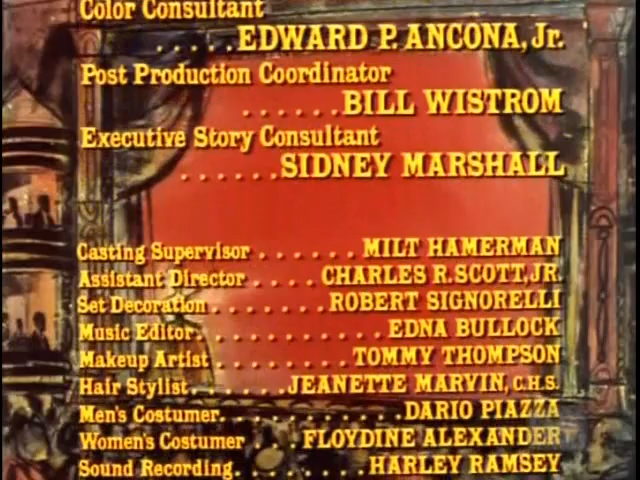 Color Consultant
.....EDWARD P. ANCONA, Jr.
Post Production Coordinator
......BILL WISTROM
Executive Story Consultant
......SIDNEY MARSHALL
Casting Supervisor . . . . . . . MILT HAMERMAN
Assistant Director . . . . CHARLES R. SCOTT, JR.
Set Decoration . . . . . . . ROBERT SIGNORELLI
Music Editor. . . . . . . . . . . EDNA BULLOCK
Makeup Artist . . . . . . . . TOMMY THOMPSON
Hair Stylist. . . . . . . JEANETTE MARVIN, C.H.S.
Men's Costumer. . . . . . . . . . . . DARIO PIAZZA
Women's Costumer . . . FLOYDINE ALEXANDER
Sound Recording. . . . . . . . HARLEY RAMSEY